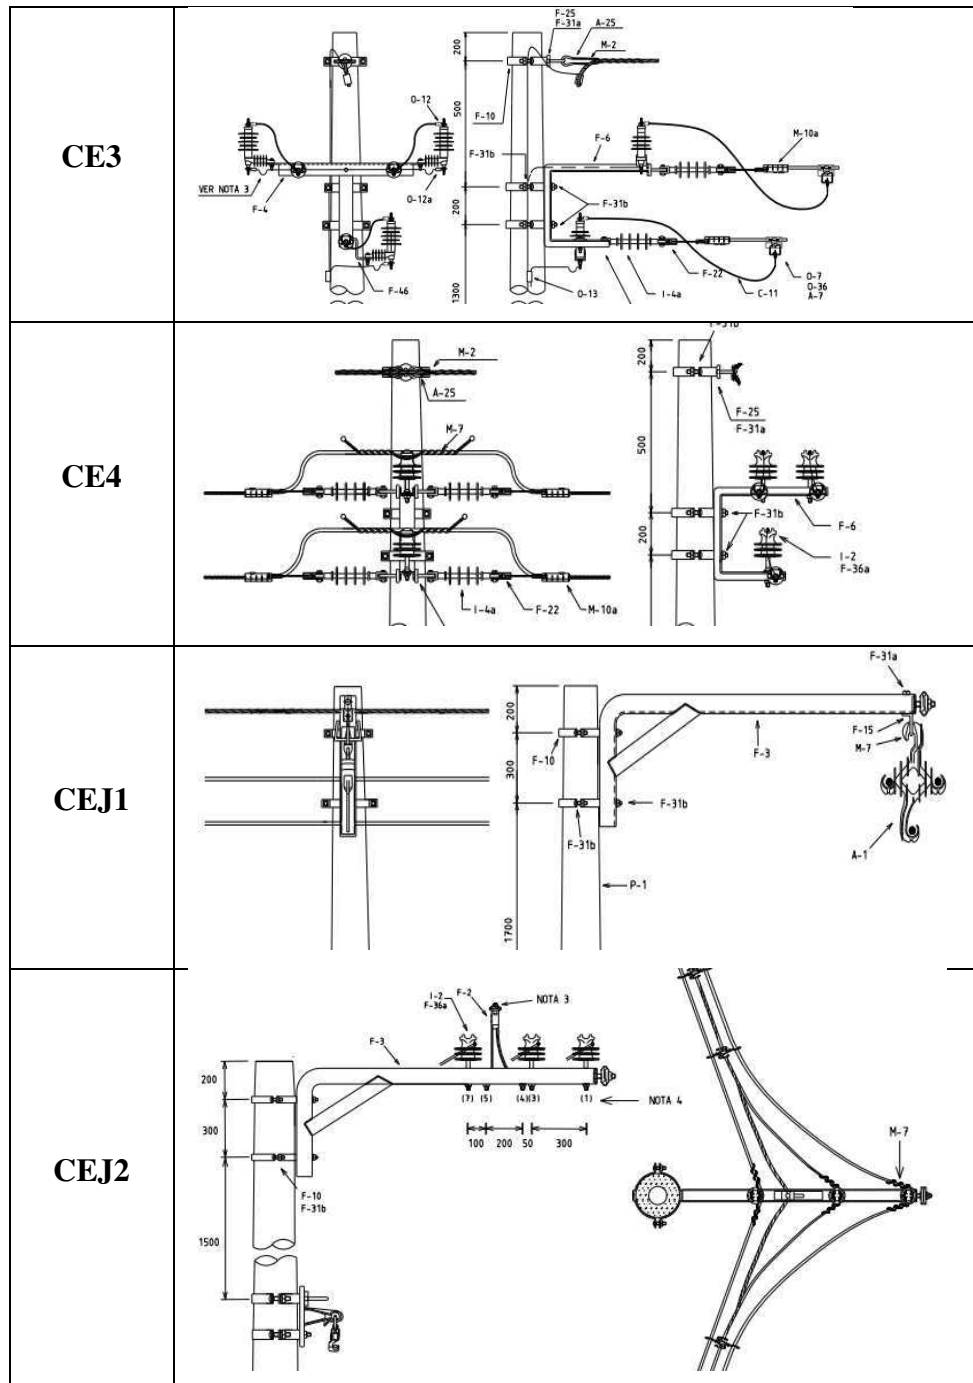 CE3
F-25
F-31a
A-25
M-2
200
500
200
1300
F-10
O-12
F-31b
F-6
M-10a
VER NOTA 3
F-4
O-12a
F-31b
F-46
O-13
I-4a
F-22
C-11
O-7
O-36
A-7
CE4
M-2
A-25
M-7
I-4a
F-22
M-10a
F-31b
200
500
200
F-25
F-31a
F-31b
F-6
I-2
F-36a
CEJ1
F-31a
200
F-10
300
F-3
F-15
M-7
F-31b
F-31b
A-1
P-1
1700
CEJ2
I-2
F-36a
F-2
NOTA 3
F-3
200
300
(7) (5) (4)(3) (1)
NOTA 4
100 200 50 300
M-7
F-10
F-31b
1500